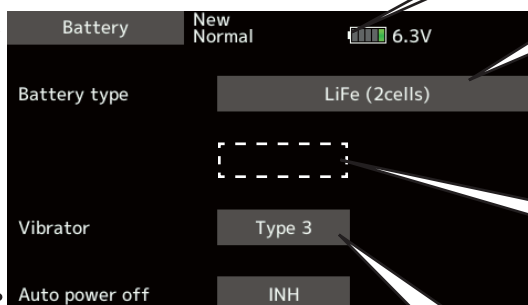 Battery
New
Normal
6.3V
Battery type
LiFe (2cells)
Vibrator
Type 3
Auto power off
INH